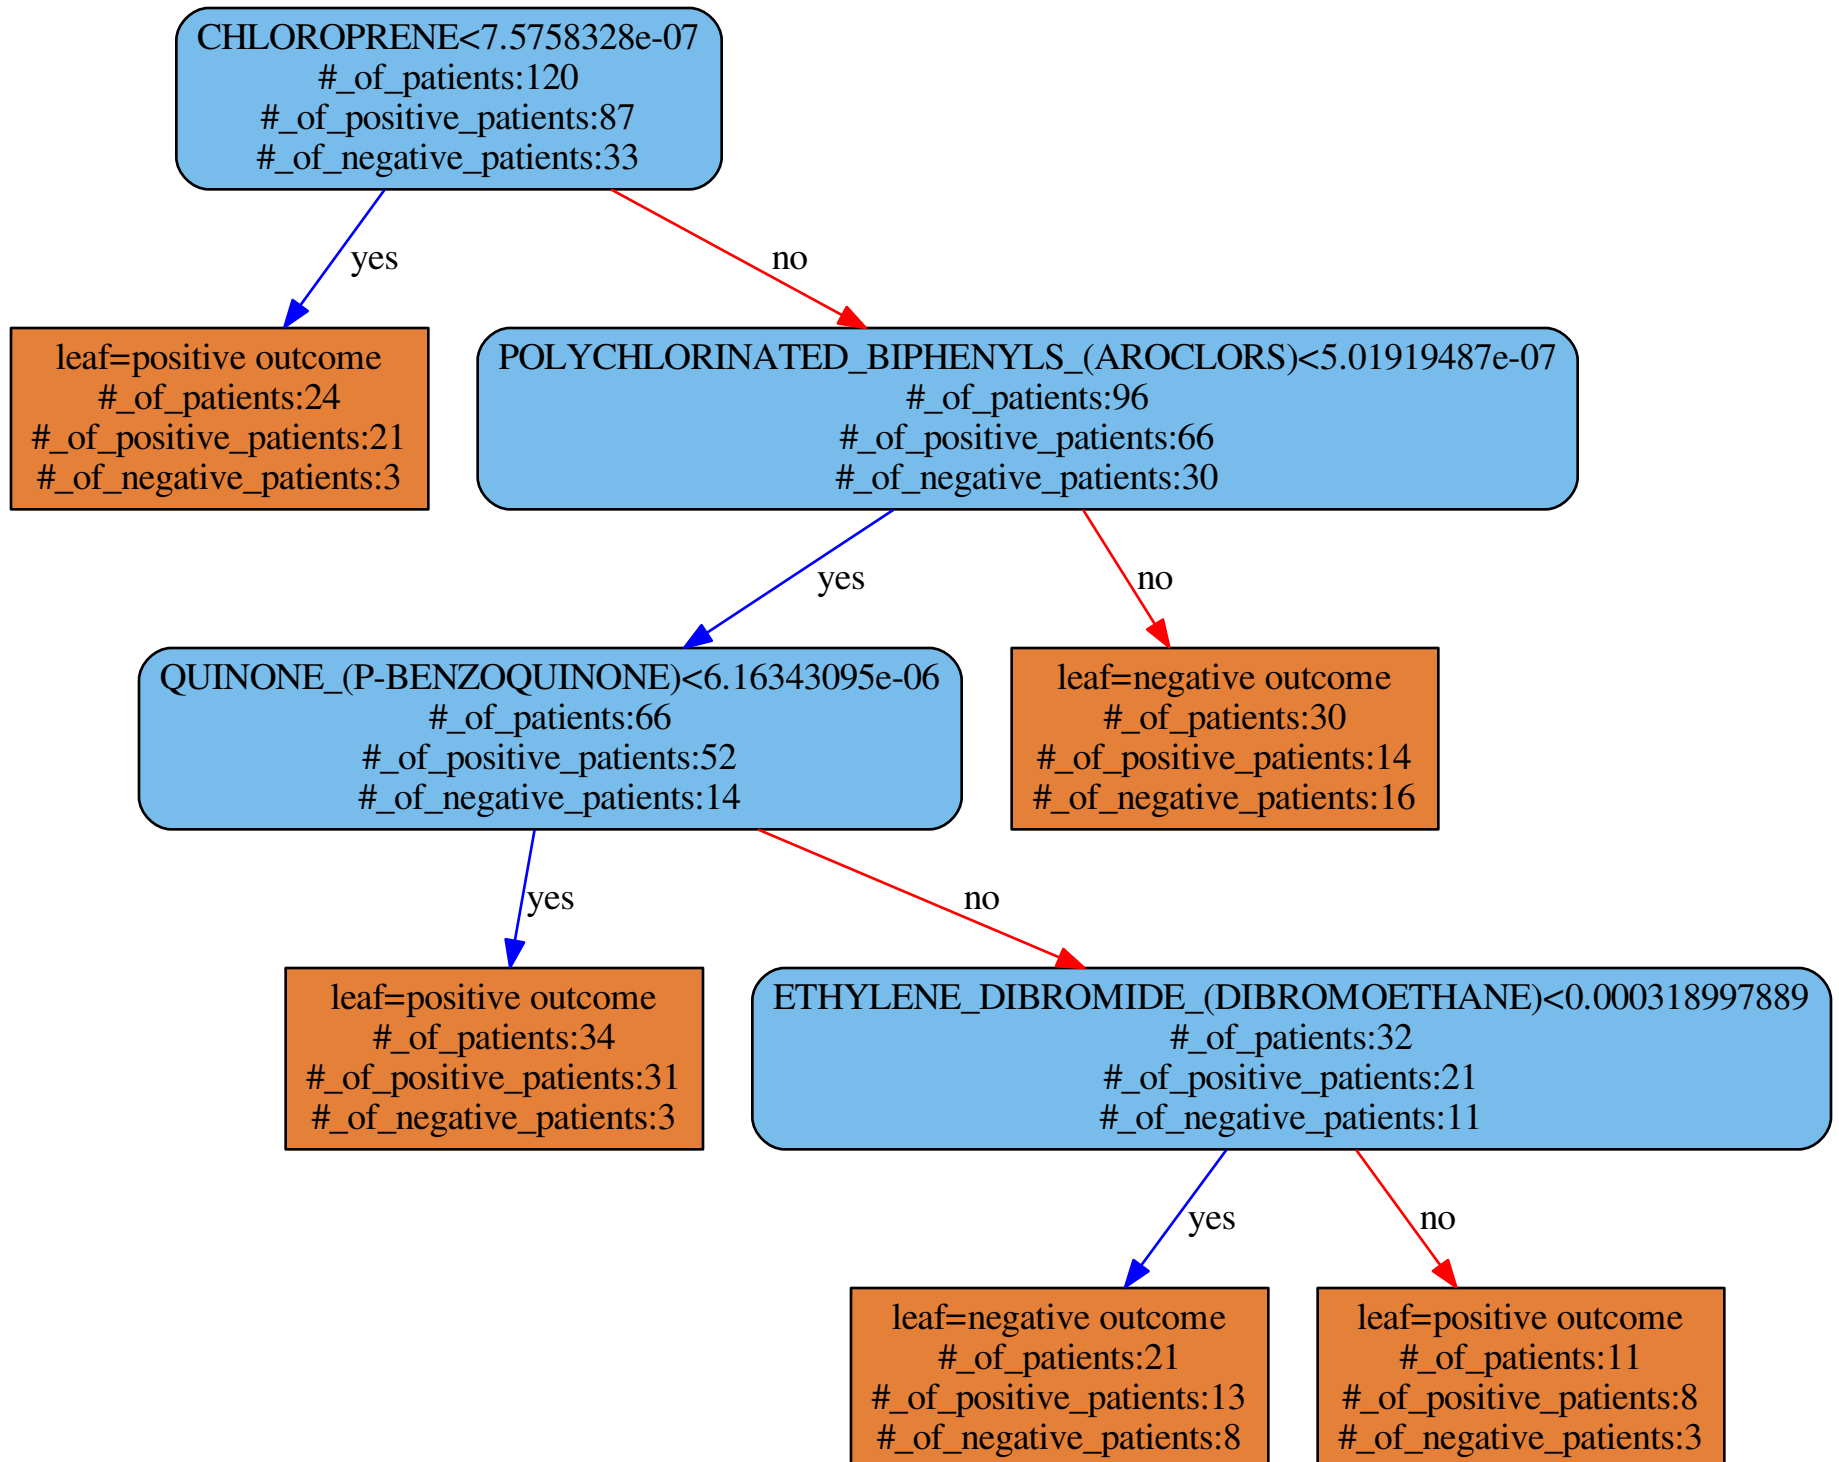 CHLOROPRENE<7.5758328e-07
#_of_patients:120
#_of_positive_patients:87
#_of_negative_patients:33
yes
no
leaf=positive outcome
#_of_patients:24
#_of_positive_patients:21
#_of_negative_patients:3
POLYCHLORINATED_BIPHENYLS_(AROCLORS)<5.01919487e-07
#_of_patients:96
#_of_positive_patients:66
#_of_negative_patients:30
yes
no
QUINONE_(P-BENZOQUINONE)<6.16343095e-06
#_of_patients:66
#_of_positive_patients:52
#_of_negative_patients:14
leaf=negative outcome
#_of_patients:30
#_of_positive_patients:14
#_of_negative_patients:16
yes
no
leaf=positive outcome
#_of_patients:34
#_of_positive_patients:31
#_of_negative_patients:3
ETHYLENE_DIBROMIDE_(DIBROMOETHANE)<0.000318997889
#_of_patients:32
#_of_positive_patients:21
#_of_negative_patients:11
yes
no
leaf=negative outcome
#_of_patients:21
#_of_positive_patients:13
#_of_negative_patients:8
leaf=positive outcome
#_of_patients:11
#_of_positive_patients:8
#_of_negative_patients:3